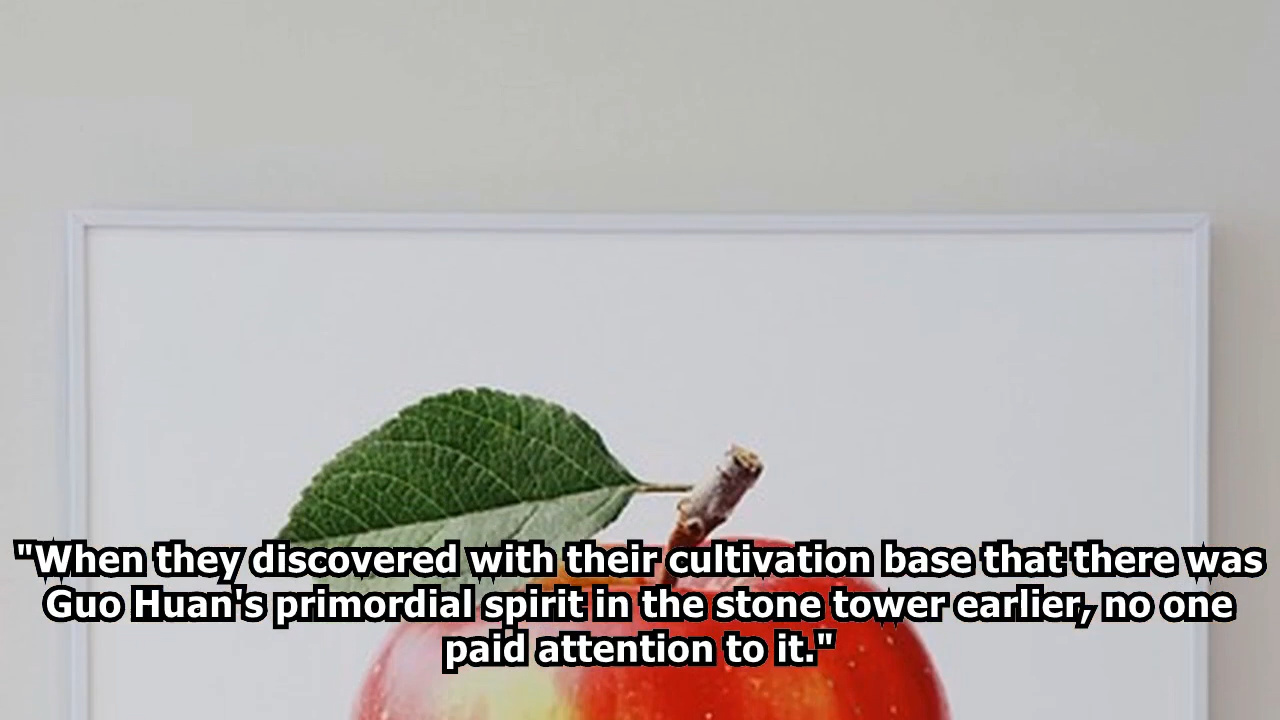 "When they discovered with their cultivation base that there was
Guo Huan's primordial spirit in the stone tower earlier, no one
paid attention to it."